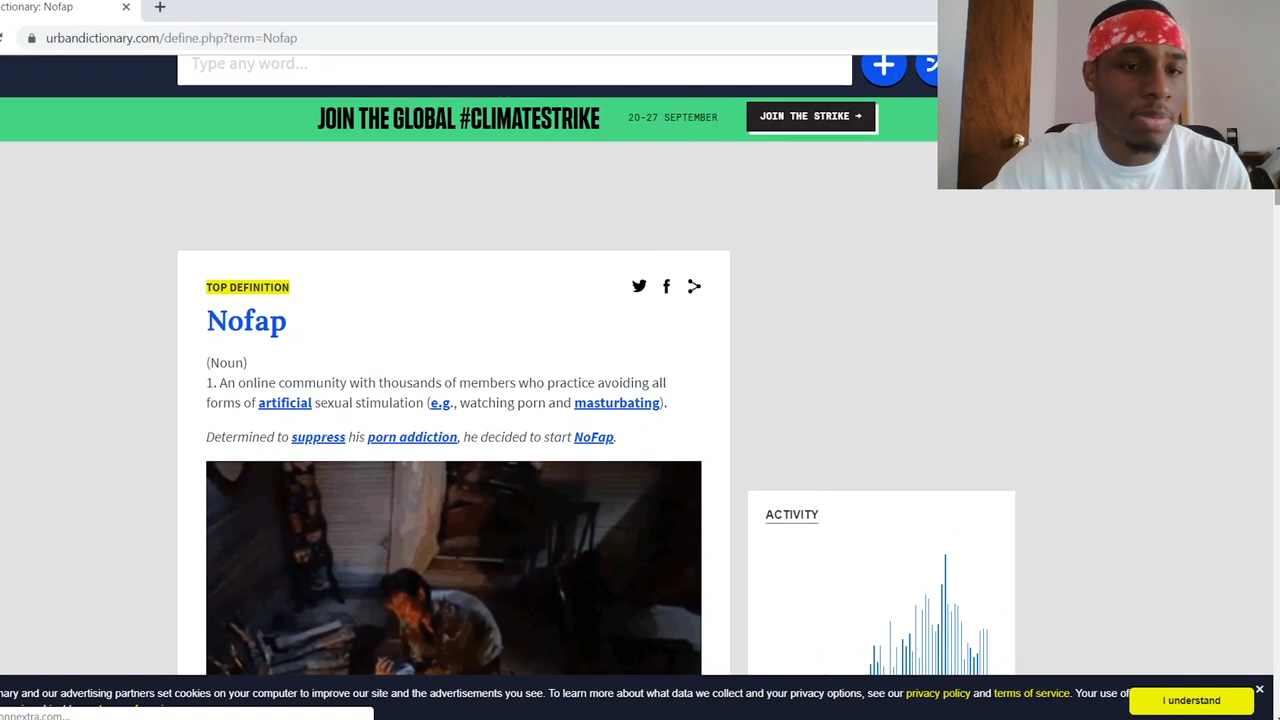 ctionary: Nofap
urbandictionary.com/define.php?term=Nofap
Type any word...
JOIN THE GLOBAL #CLIMATESTRIKE
20-27 SEPTEMBER
JOIN THE STRIKE →
TOP DEFINITION
Nofap
(Noun)
1. An online community with thousands of members who practice avoiding all
forms of artificial sexual stimulation (e.g., watching porn and masturbating).
Determined to suppress his porn addiction, he decided to start NoFap.
ACTIVITY
nary and our advertising partners set cookies on your computer to improve our site and the advertisements you see. To learn more about what data we collect and your privacy options, see our privacy policy and terms of service. Your use of
I understand
onnextra.com...